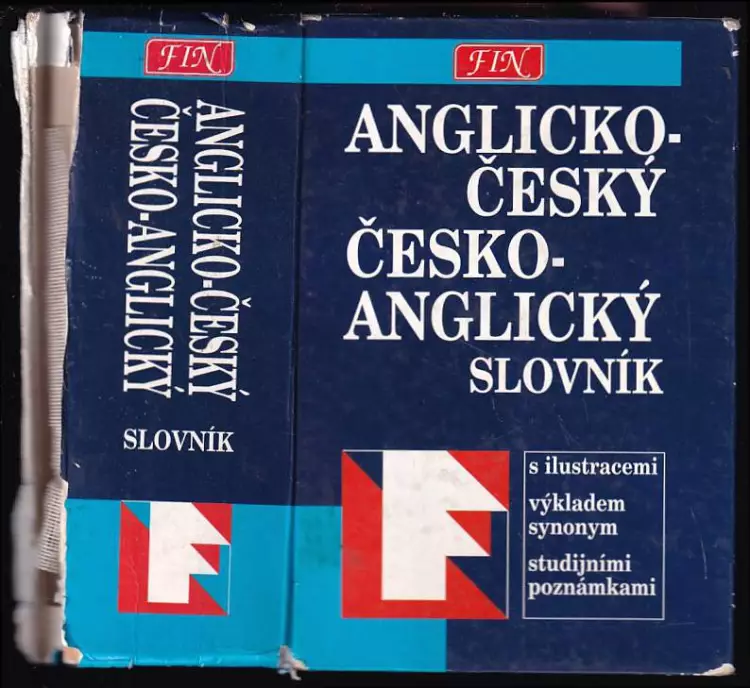 FIN
ANGLICKO-ČESKÝ
ČESKO-ANGLICKÝ
SLOVNÍK
FIN
ANGLICKO-
ČESKÝ
ČESKO-
ANGLICKÝ
SLOVNÍK
s ilustracemi
výkladem
synonym
studijními
poznámkami